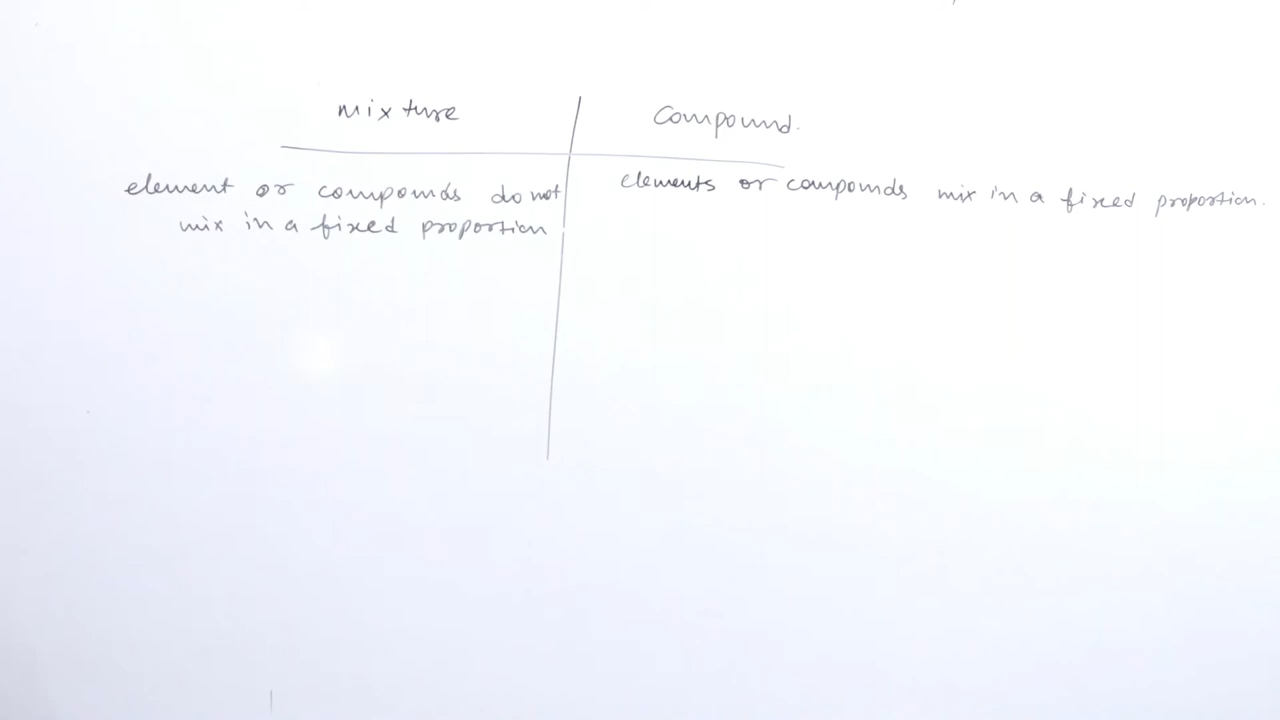 mixture
Compound.
element or compounds do not
mix in a fixed proportion
elements or compounds mix in a fixed proportion.